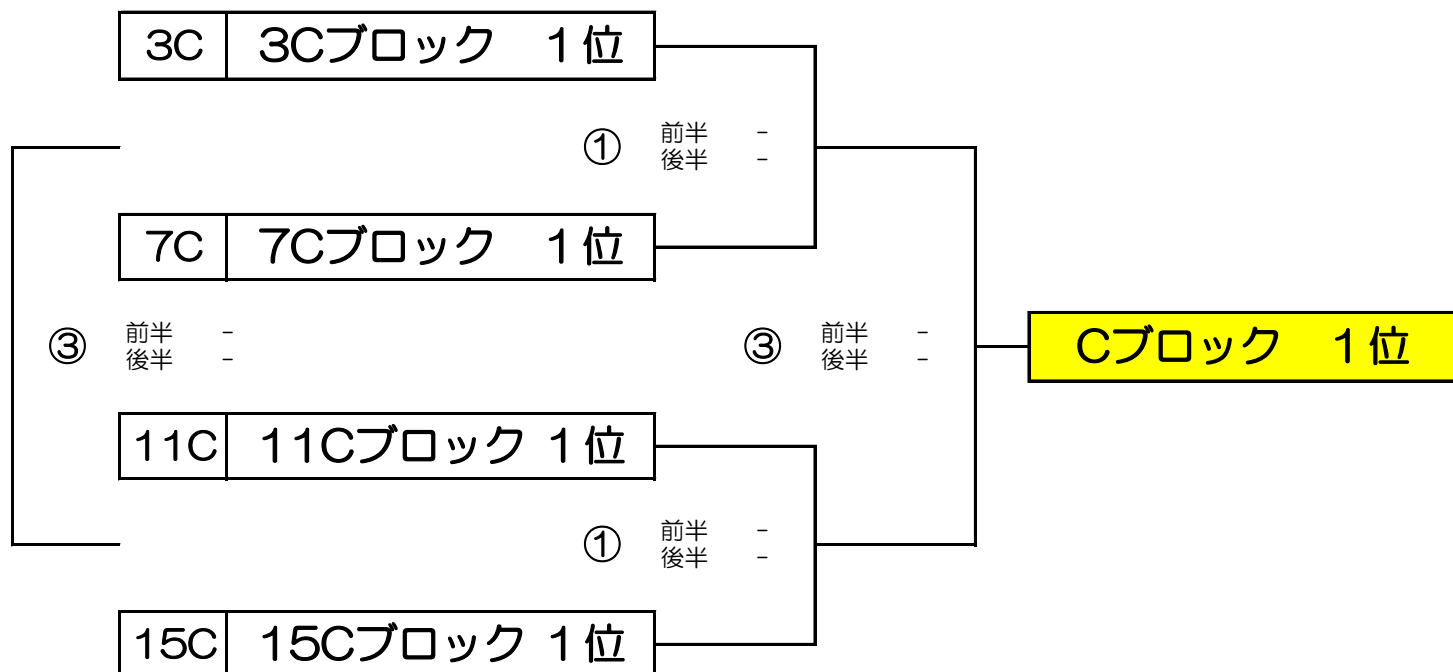 3C 3Cブロック　1位
① 前半 -
後半 -
7C 7Cブロック　1位
③ 前半 -
後半 -
③ 前半 -
後半 -
Cブロック　1位
11C 11Cブロック 1位
① 前半 -
後半 -
15C 15Cブロック 1位